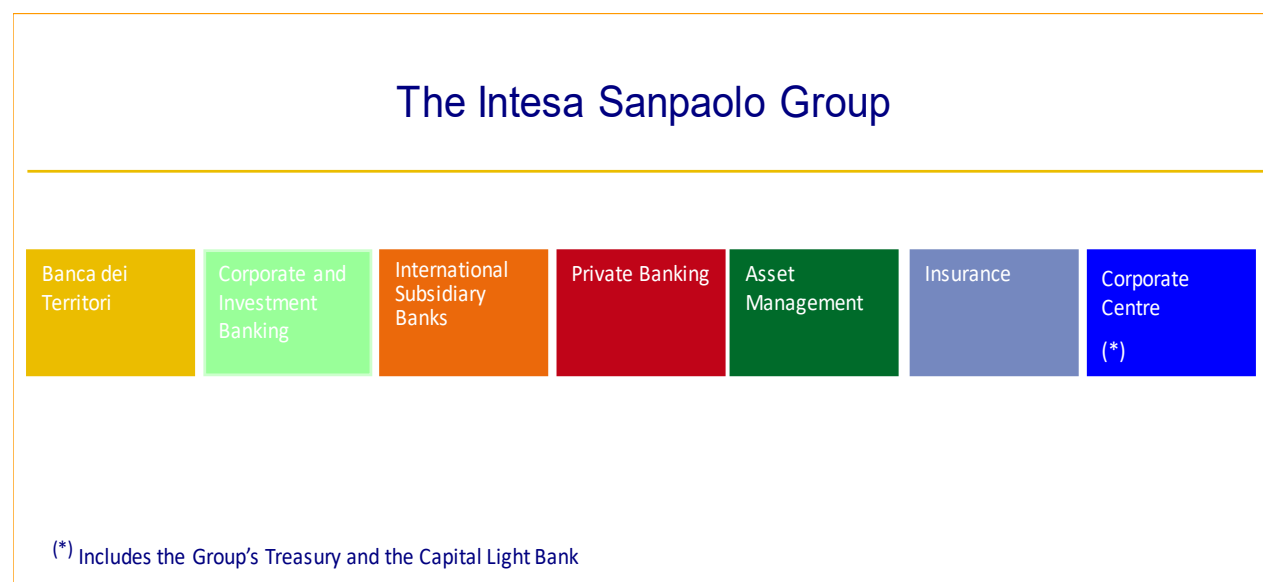 The Intesa Sanpaolo Group
Banca dei
Territori
Corporate and
Investment
Banking
International
Subsidiary
Banks
Private Banking
Asset
Management
Insurance
Corporate
Centre
(*)
(*) Includes the Group’s Treasury and the Capital Light Bank